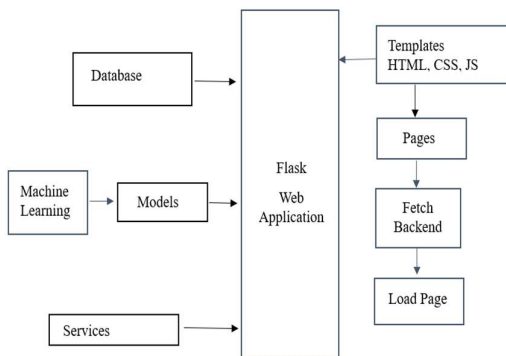 Database
Machine
Learning
Models
Services
Flask
Web
Application
Templates
HTML, CSS, JS
Pages
Fetch
Backend
Load Page